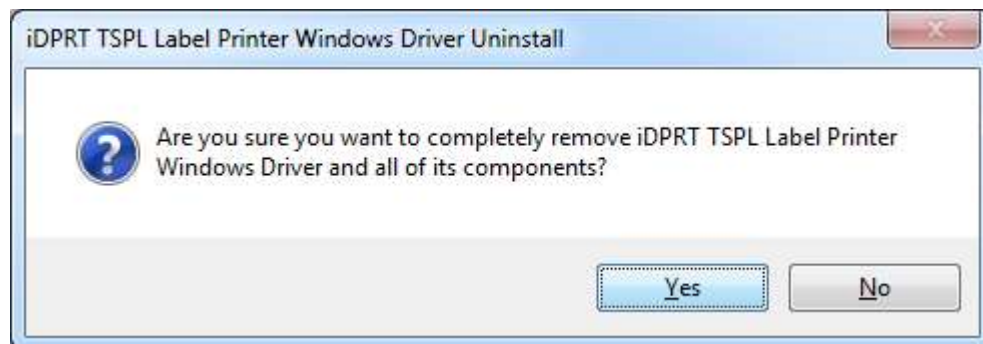 iDPRT TSPL Label Printer Windows Driver Uninstall
Are you sure you want to completely remove iDPRT TSPL Label Printer
Windows Driver and all of its components?
Yes
No